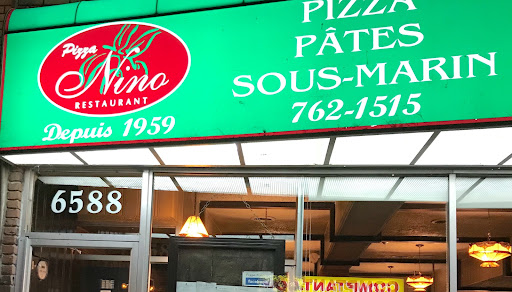 Pizza
Nino
RESTAURANT
Depuis 1959
PIZZA
PÂTES
SOUS-MARIN
762-1515
6588